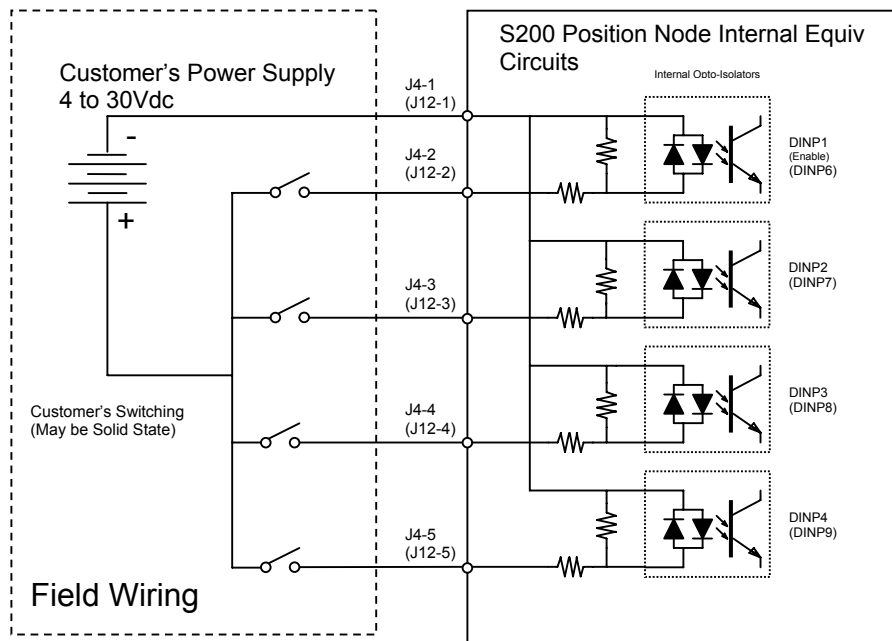 S200 Position Node Internal Equiv
Circuits
Customer's Power Supply
4 to 30Vdc
-
+
J4-1
(J12-1)
Internal Opto-Isolators
J4-2
(J12-2)
DINP1
(Enable)
(DINP6)
J4-3
(J12-3)
DINP2
(DINP7)
Customer's Switching
(May be Solid State)
J4-4
(J12-4)
DINP3
(DINP8)
J4-5
(J12-5)
DINP4
(DINP9)
Field Wiring